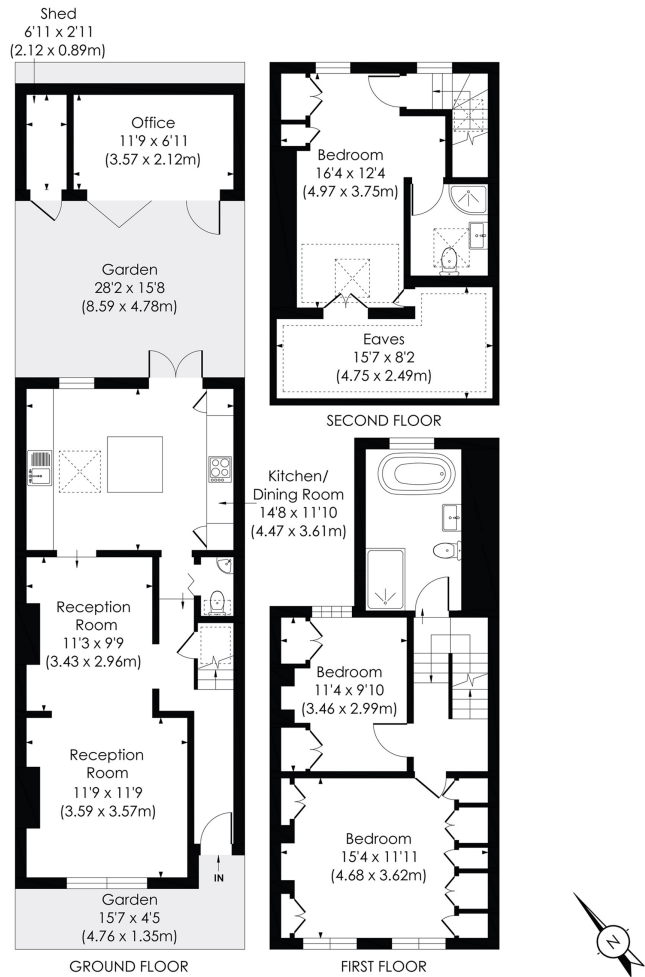 Shed
6'11 x 2'11
(2.12 x 0.89m)
Office
11'9 x 6'11
(3.57 x 2.12m)
Garden
28'2 x 15'8
(8.59 x 4.78m)
Kitchen/
Dining Room
14'8 x 11'10
(4.47 x 3.61m)
Reception
Room
11'3 x 9'9
(3.43 x 2.96m)
Reception
Room
11'9 x 11'9
(3.59 x 3.57m)
IN
Garden
15'7 x 4'5
(4.76 x 1.35m)
GROUND FLOOR
Bedroom
16'4 x 12'4
(4.97 x 3.75m)
Eaves
15'7 x 8'2
(4.75 x 2.49m)
SECOND FLOOR
Bedroom
11'4 x 9'10
(3.46 x 2.99m)
Bedroom
15'4 x 11'11
(4.68 x 3.62m)
FIRST FLOOR
N